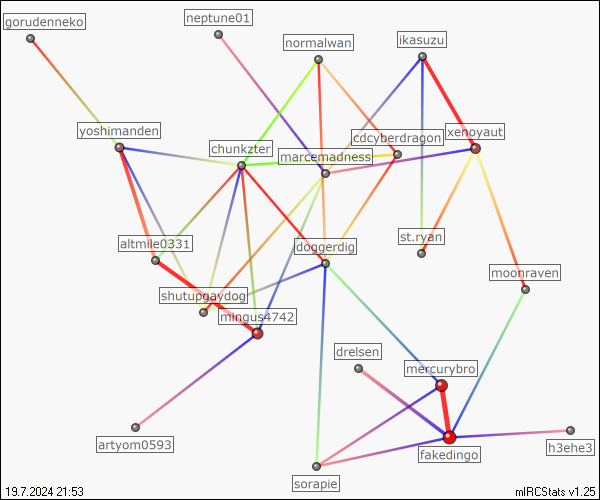 gorudenneko
neptune01
normalwan
ikasuzu
yoshimanden
chunkzter
cdcyberdragon
xenoyaut
marcemadness
altmile0331
doggerdig
st.ryan
moonraven
shutupgaydog
mingus4742
drelsen
mercurybro
artyom0593
fakedingo
h3ehe3
sorapie
19.7.2024 21:53
mIRCStats v1.25